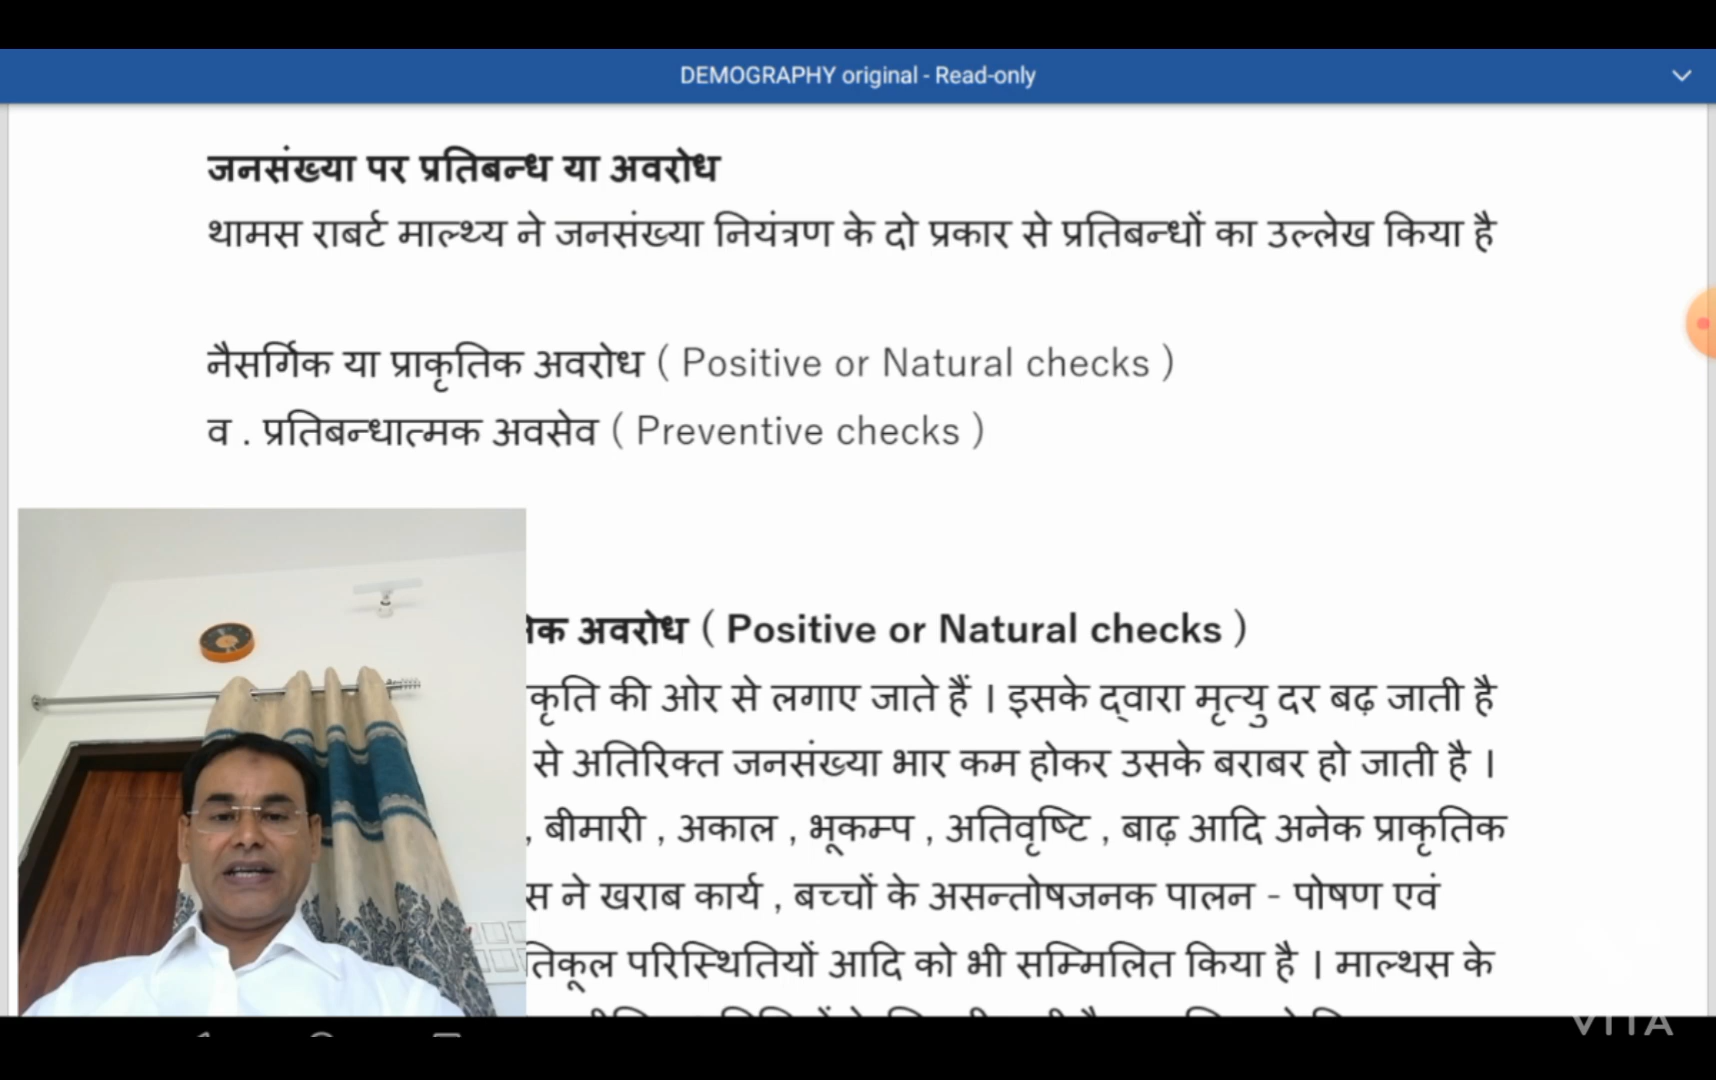 DEMOGRAPHY original - Read-only
जनसंख्या पर प्रतिबन्ध या अवरोध
थामस राबर्ट माल्थ्य ने जनसंख्या नियंत्रण के दो प्रकार से प्रतिबन्धों का उल्लेख किया है
नैसर्गिक या प्राकृतिक अवरोध ( Positive or Natural checks )
व . प्रतिबन्धात्मक अवसेव ( Preventive checks )
अवरोध ( Positive or Natural checks )
की ओर से लगाए जाते हैं । इसके द्वारा मृत्यु दर बढ़ जाती है
से अतिरिक्त जनसंख्या भार कम होकर उसके बराबर हो जाती है ।
, बीमारी , अकाल , भूकम्प , अतिवृष्टि , बाढ़ आदि अनेक प्राकृतिक
ने खराब कार्य , बच्चों के असन्तोषजनक पालन - पोषण एवं
परिस्थितियों आदि को भी सम्मिलित किया है । माल्थस के
VITA